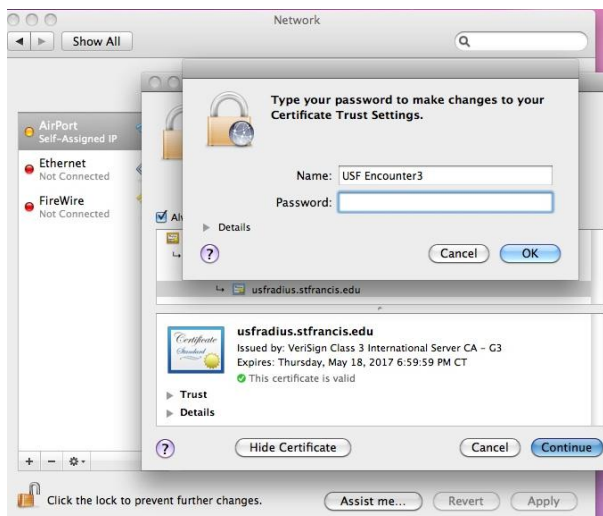 Network
Show All
Type your password to make changes to your
Certificate Trust Settings.
Name: USF Encounter3
Password:
Details
? Cancel OK
AirPort
Self-Assigned IP
Ethernet
Not Connected
FireWire
Not Connected
usfradius.stfrancis.edu
usfradius.stfrancis.edu
Issued by: VeriSign Class 3 International Server CA - G3
Expires: Thursday, May 18, 2017 6:59:59 PM CT
This certificate is valid
Trust
Details
Certificate
Standard
? Hide Certificate Cancel Continue
Click the lock to prevent further changes.
Assist me... Revert Apply